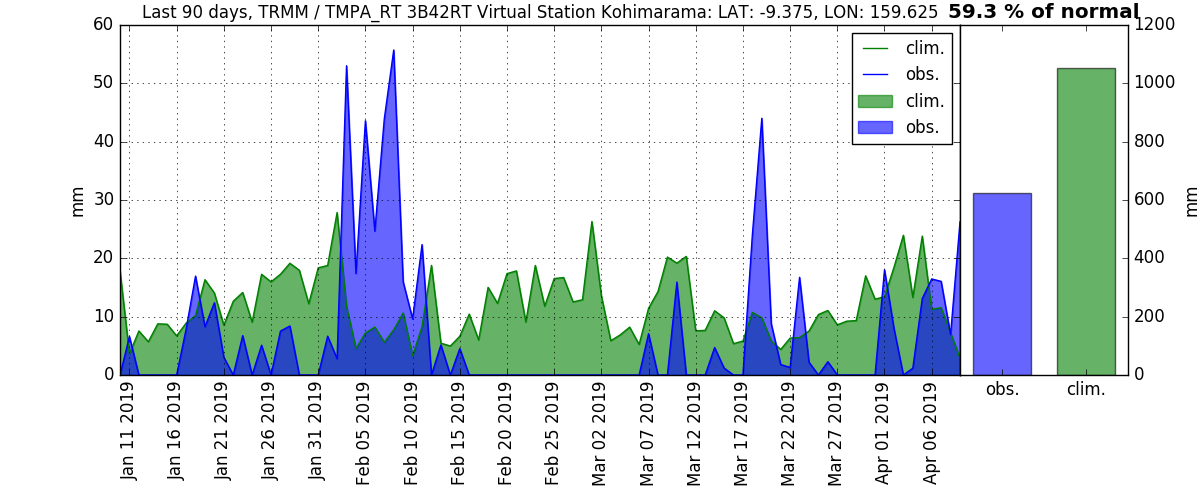 Last 90 days, TRMM / TMPA_RT 3B42RT Virtual Station Kohimarama: LAT: -9.375, LON: 159.625 59.3 % of normal
60
50
40
30
20
10
0
mm
clim.
obs.
clim.
obs.
1200
1000
800
600
400
200
0
mm
Jan 11 2019
Jan 16 2019
Jan 21 2019
Jan 26 2019
Jan 31 2019
Feb 05 2019
Feb 10 2019
Feb 15 2019
Feb 20 2019
Feb 25 2019
Mar 02 2019
Mar 07 2019
Mar 12 2019
Mar 17 2019
Mar 22 2019
Mar 27 2019
Apr 01 2019
Apr 06 2019
obs.
clim.